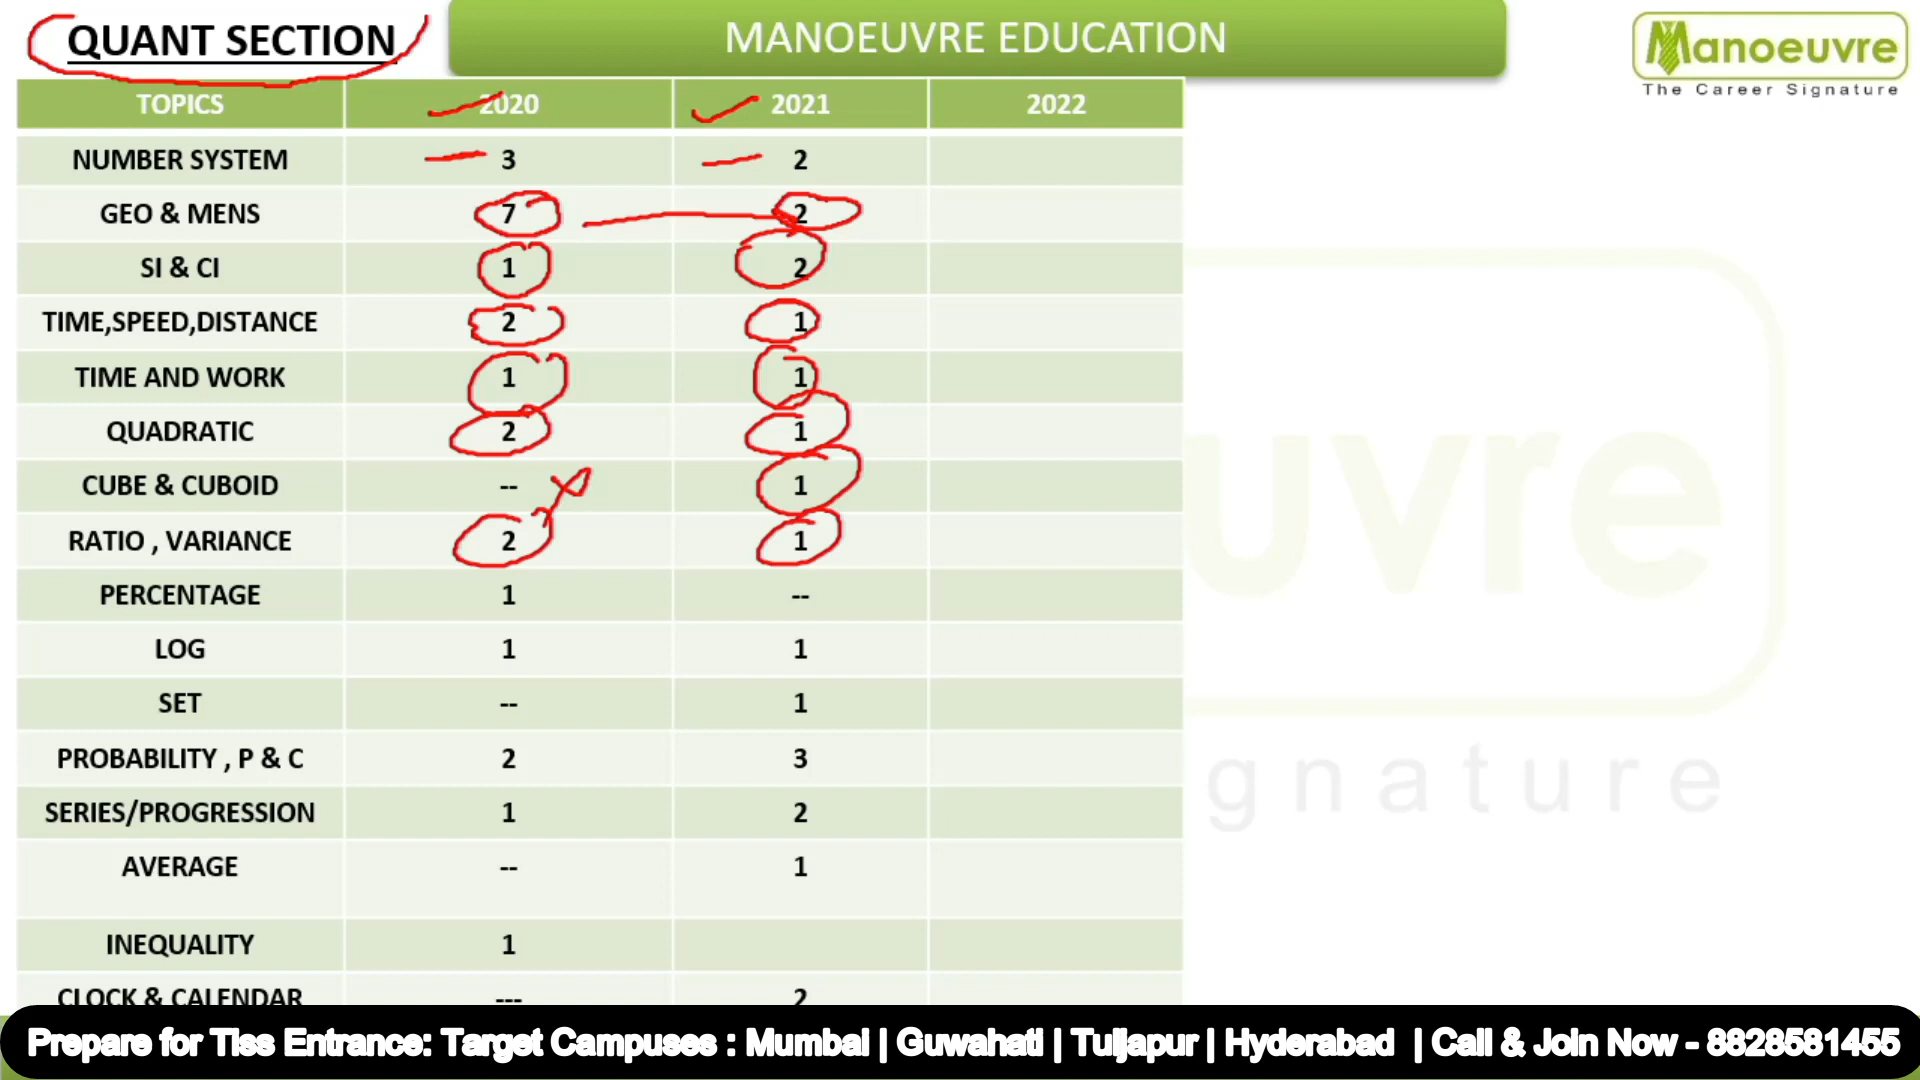 QUANT SECTION
MANOEUVRE EDUCATION
Manoeuvre
The Career Signature
TOPICS 2020 2021 2022
NUMBER SYSTEM 3 2
GEO & MENS 7 2
SI & CI 1 2
TIME,SPEED,DISTANCE 2 1
TIME AND WORK 1 1
QUADRATIC 2 1
CUBE & CUBOID -- 1
RATIO , VARIANCE 2 1
PERCENTAGE 1 --
LOG 1 1
SET -- 1
PROBABILITY , P & C 2 3
SERIES/PROGRESSION 1 2
AVERAGE -- 1
INEQUALITY 1
CLOCK & CALENDAR --- 2
uvre
gnature
Prepare for Tiss Entrance: Target Campuses : Mumbai | Guwahati | Tuljapur | Hyderabad | Call & Join Now - 8828581455